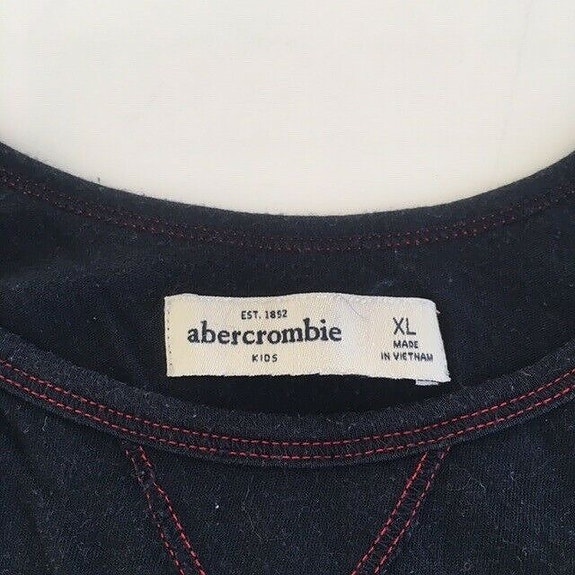 EST. 1892
abercrombie
KIDS
XL
MADE
IN VIETNAM